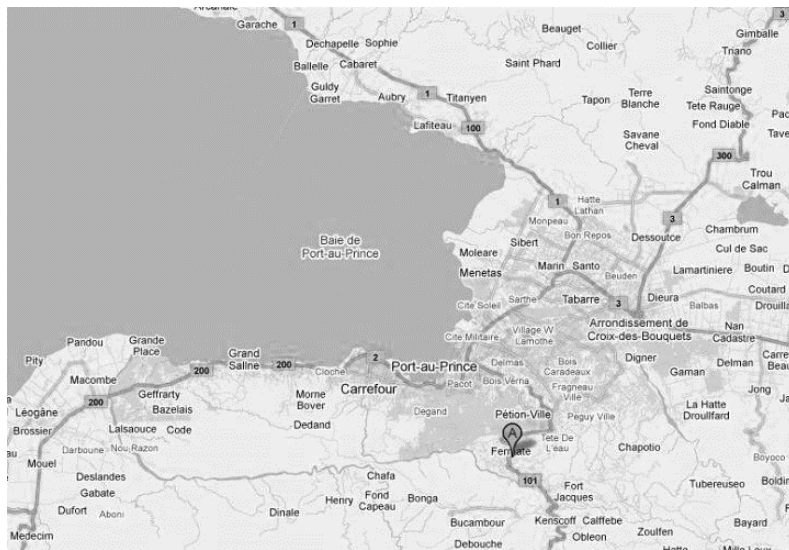 Garache
1
Dechapelle
Sophie
Ballelle
Cabaret
Guldy
Garret
Aubry
1
Titanyen
Lafiteau
100
Beauget
Collier
Saint Phard
Tapon
Terre
Blanche
Savane
Cheval
3
Gimballe
Triano
Saintonge
Tete Rauge
Fond Diable
300
Trou
Calman
1
Hatte
Lathan
Monpeau
Bon Repos
Sibert
Moleare
Menetas
Marin
Santo
Beuden
3
Dessoutce
Chambrum
Cul de Sac
Lamartiniere
Boutin
Coutard
Balbas
Baie de
Port-au-Prince
Cite Soleil
Sarthe
Tabarre
3
Dieura
Cite Militaire
Village W
Lamothe
Arrondissement de
Croix-des-Bouquets
Nan
Cadastre
Digner
Delman
Gaman
Jong
La Hatte
Drouilfard
Pandou
Pity
Grande
Place
Macombe
200
Grand
Saline
200
Cloche
2
Port-au-Prince
Delmas
Bois
Caradeaux
Pacot
Bois Verna
Fragneau
Ville
Carrefour
Morne
Bover
Dedand
Degand
Pétion-Ville
Peguy Ville
Léogâne
Brossier
200
Geffrarty
Bazelais
Lalsaouce
Code
Darboune
Nou Razon
Mouel
A
Tete De
L'eau
Chapotio
101
Deslandes
Gabate
Dufort
Aboni
Medecim
Chafa
Henry
Fond
Capeau
Bonga
Dinale
Fort
Jacques
Tubereuseo
Boyoco
Bucambour
Debouche
Kenscoff
Calffebe
Obleon
Zoulfen
Bayard